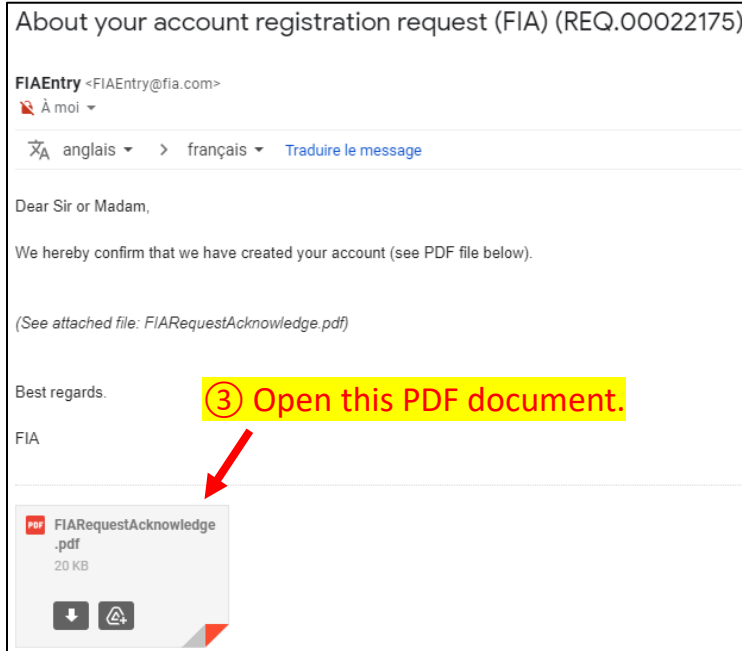 About your account registration request (FIA) (REQ.00022175)
FIAEntry <FIAEntry@fia.com>
À moi
anglais > français Traduire le message
Dear Sir or Madam,
We hereby confirm that we have created your account (see PDF file below).
(See attached file: FIARequestAcknowledge.pdf)
Best regards.
③ Open this PDF document.
FIA
PDF FIARequestAcknowledge
.pdf
20 KB